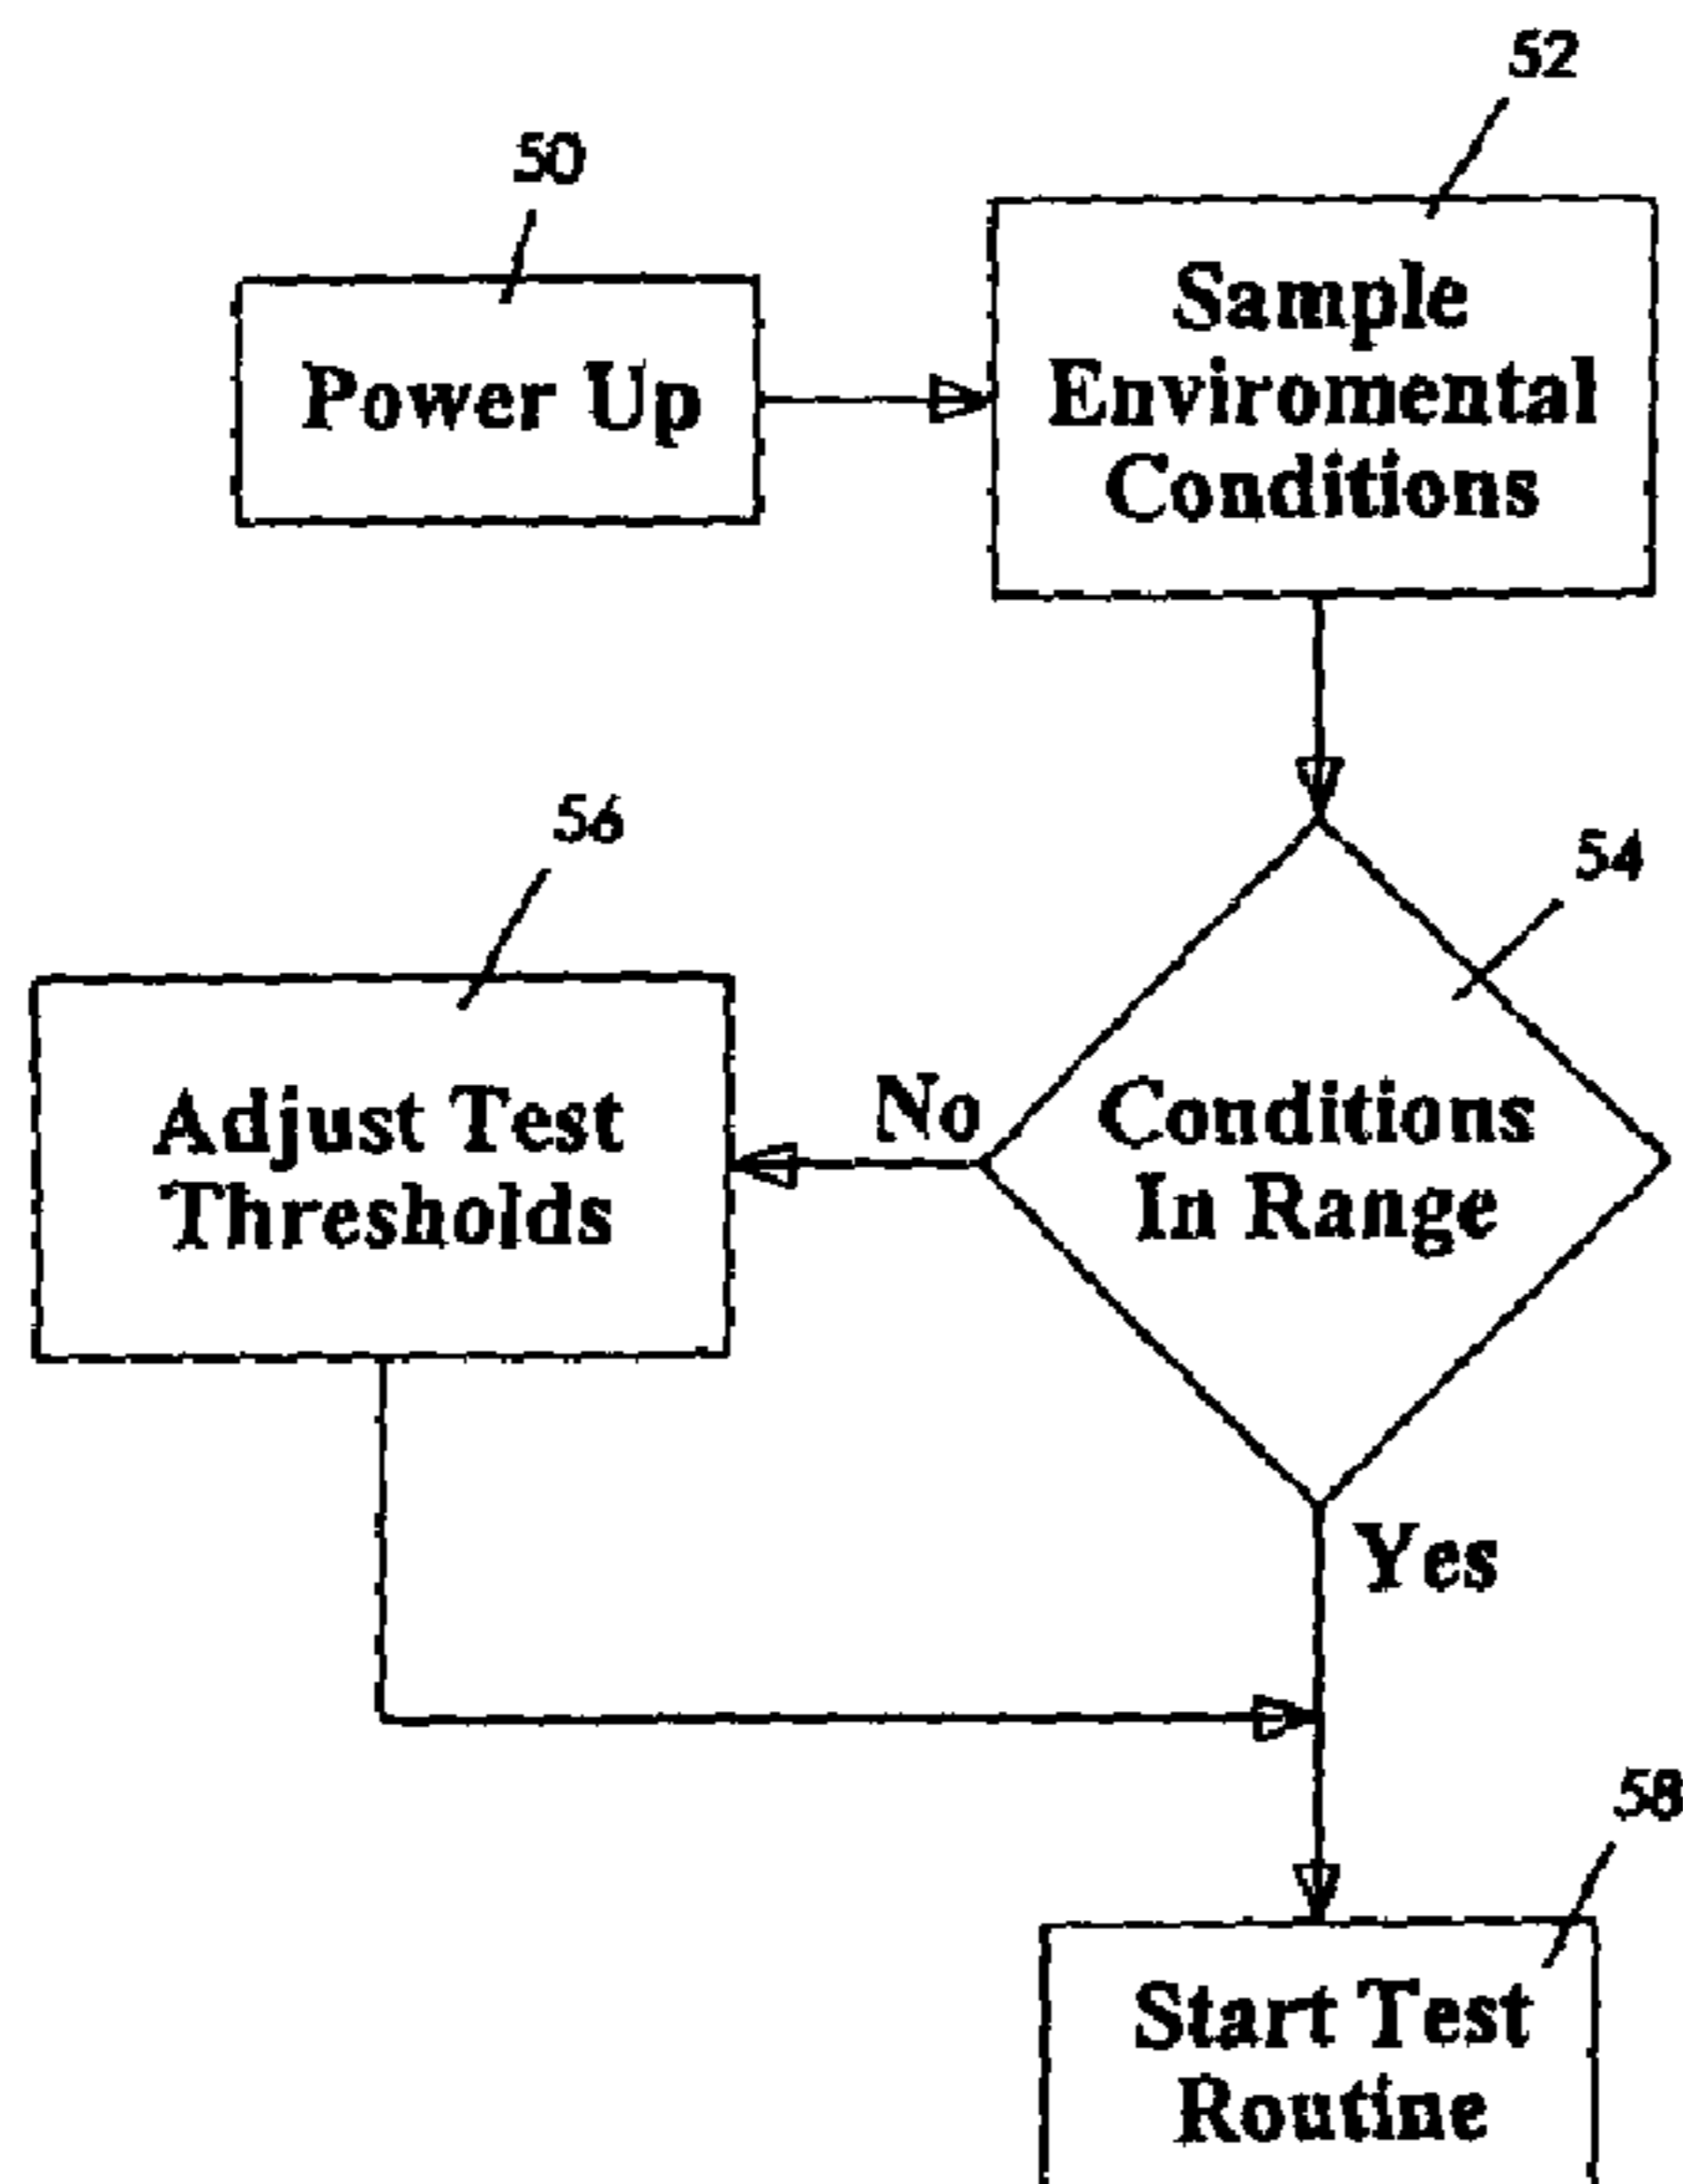 52
50
Sample
Enviromental
Conditions
Power Up
56
54
No
Conditions
In Range
Adjust Test
Thresholds
Yes
58
Start Test
Routine